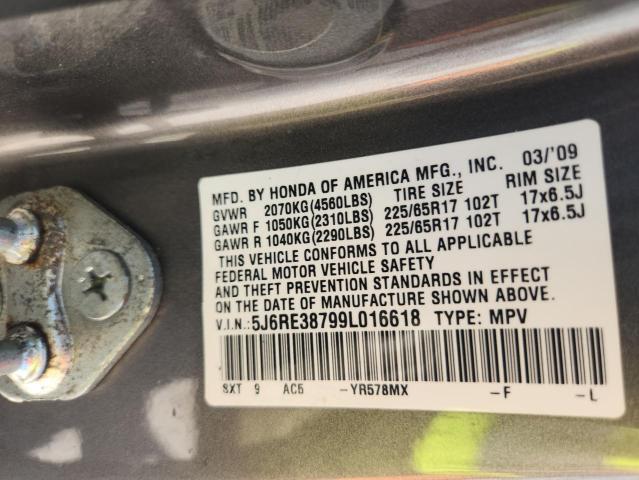 MFD. BY HONDA OF AMERICA MFG., INC. 03/'09
GVWR 2070KG(4560LBS) TIRE SIZE RIM SIZE
GAWR F 1050KG(2310LBS) 225/65R17 102T 17x6.5J
GAWR R 1040KG(2290LBS) 225/65R17 102T 17x6.5J
THIS VEHICLE CONFORMS TO ALL APPLICABLE
FEDERAL MOTOR VEHICLE SAFETY
AND THEFT PREVENTION STANDARDS IN EFFECT
ON THE DATE OF MANUFACTURE SHOWN ABOVE.
V.I.N.: 5J6RE38799L016618 TYPE: MPV
SXT 9 AC5 -YR578MX -F -L